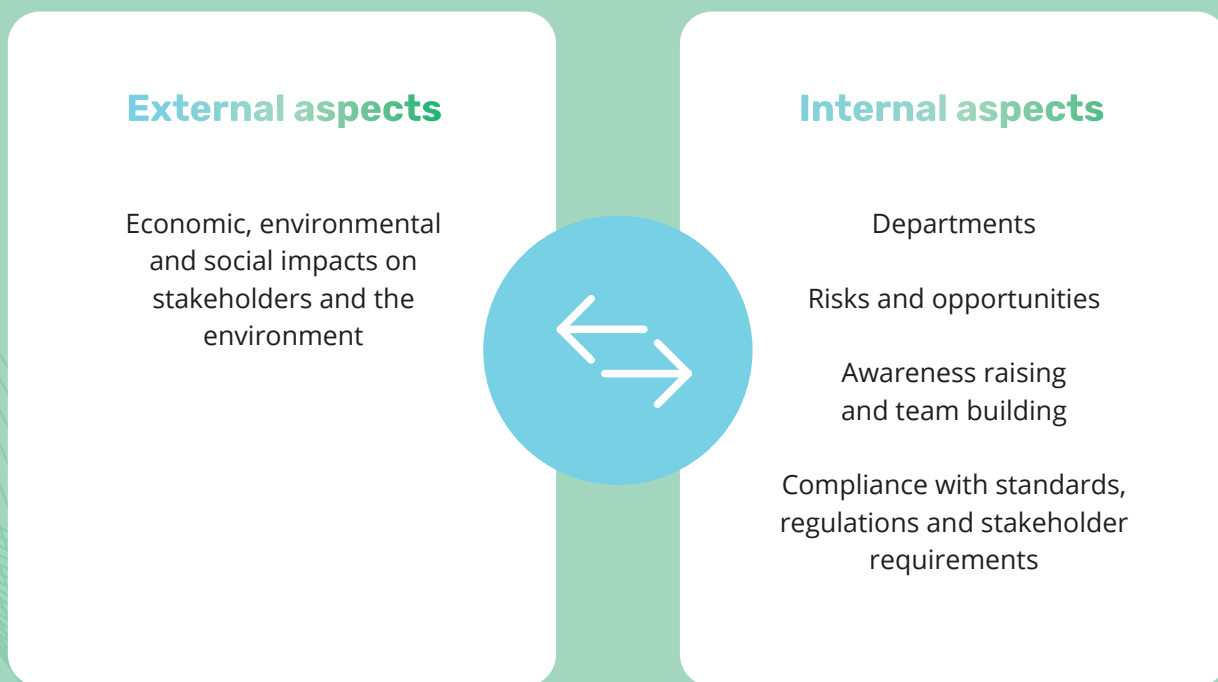 External aspects
Economic, environmental
and social impacts on
stakeholders and the
environment
Internal aspects
Departments
Risks and opportunities
Awareness raising
and team building
Compliance with standards,
regulations and stakeholder
requirements